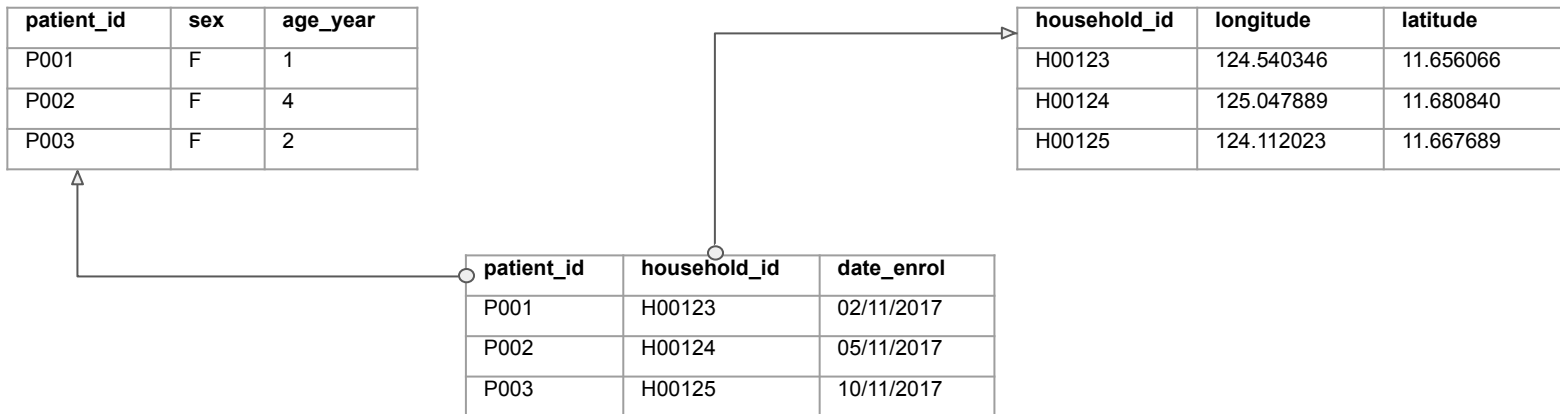 patient_id sex age_year
P001 F 1
P002 F 4
P003 F 2
household_id longitude latitude
H00123 124.540346 11.656066
H00124 125.047889 11.680840
H00125 124.112023 11.667689
patient_id household_id date_enrol
P001 H00123 02/11/2017
P002 H00124 05/11/2017
P003 H00125 10/11/2017